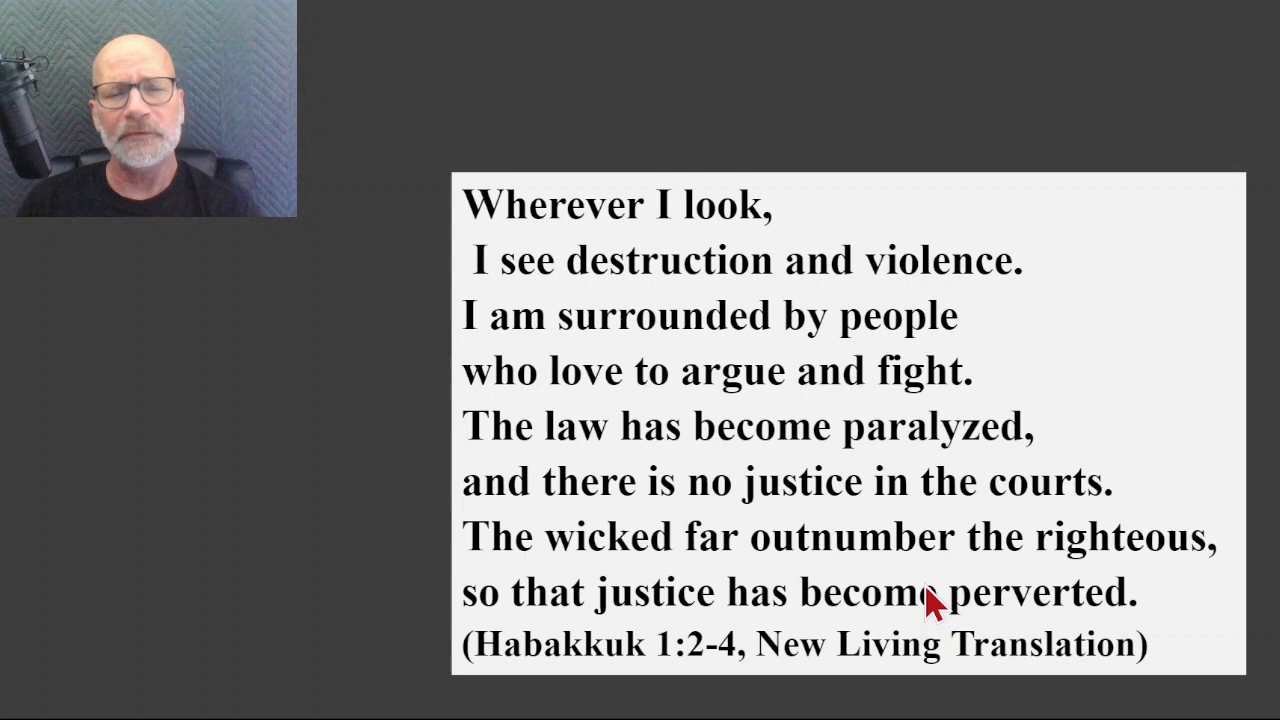 Wherever I look,
I see destruction and violence.
I am surrounded by people
who love to argue and fight.
The law has become paralyzed,
and there is no justice in the courts.
The wicked far outnumber the righteous,
so that justice has become perverted.
(Habakkuk 1:2-4, New Living Translation)